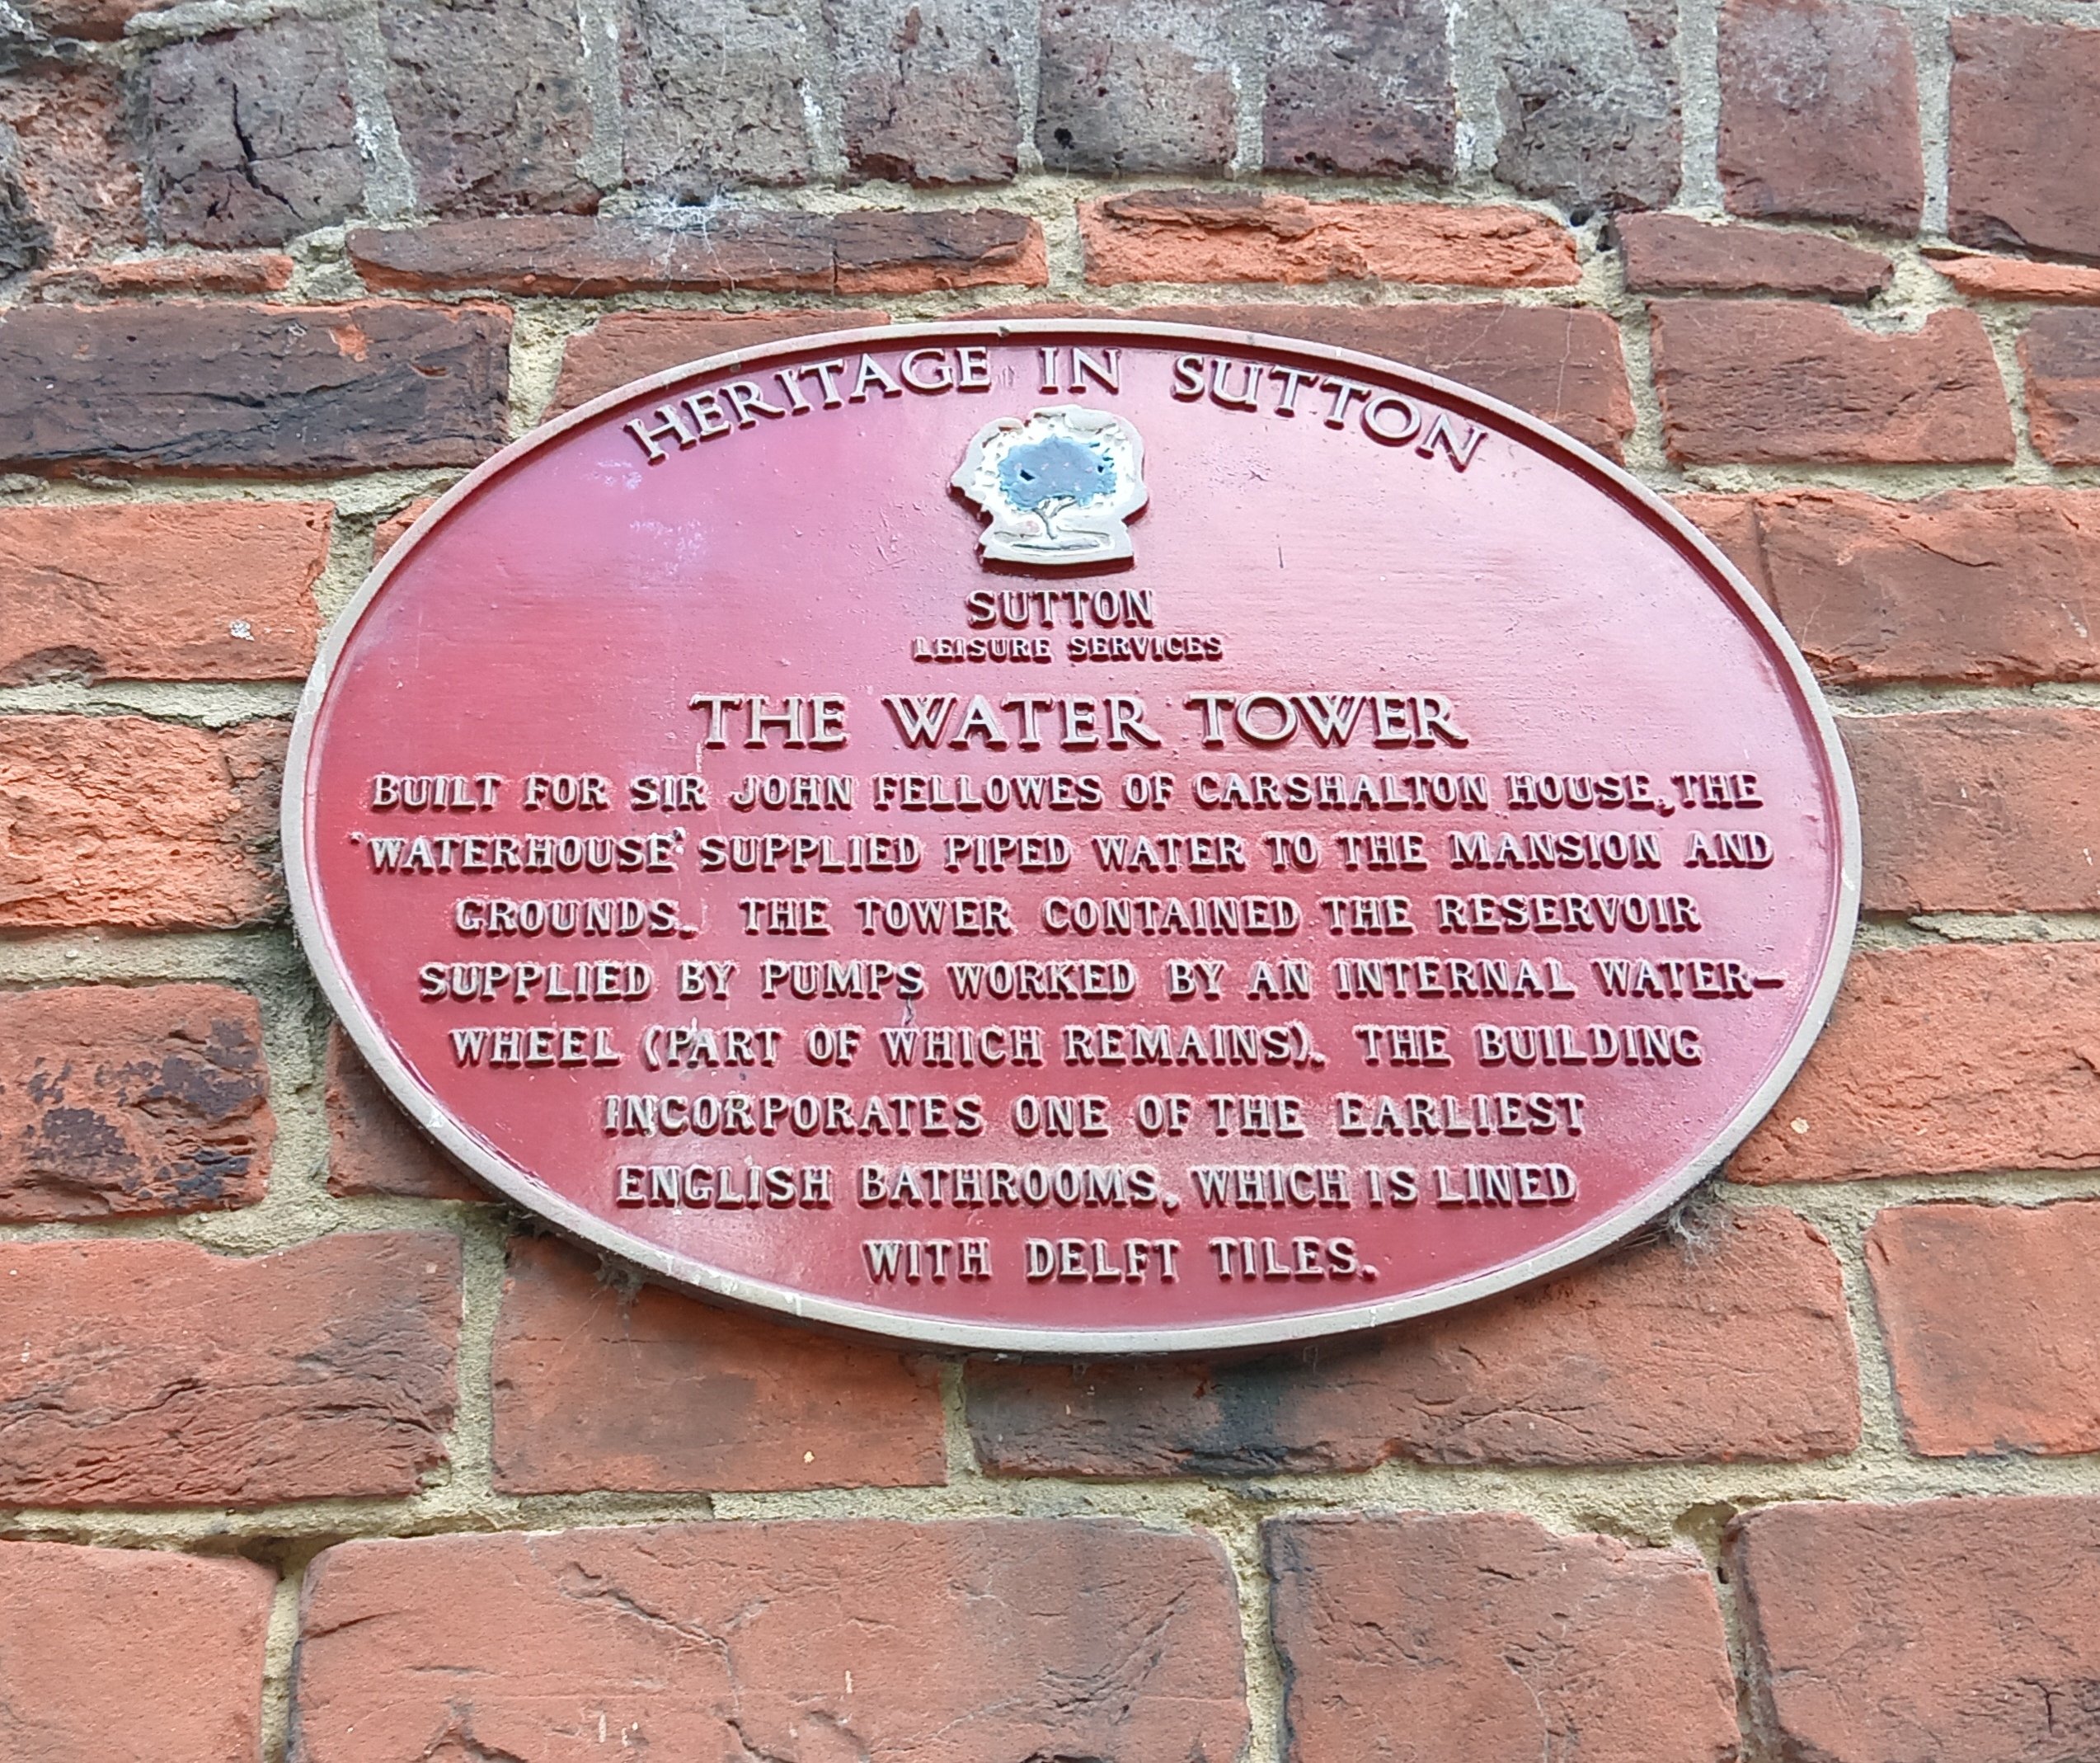 HERITAGE IN SUTTON
SUTTON
LEISURE SERVICES
THE WATER TOWER
BUILT FOR SIR JOHN FELLOWES OF CARSHALTON HOUSE, THE
'WATERHOUSE' SUPPLIED PIPED WATER TO THE MANSION AND
GROUNDS. THE TOWER CONTAINED THE RESERVOIR
SUPPLIED BY PUMPS WORKED BY AN INTERNAL WATER-
WHEEL (PART OF WHICH REMAINS). THE BUILDING
INCORPORATES ONE OF THE EARLIEST
ENGLISH BATHROOMS, WHICH IS LINED
WITH DELFT TILES.